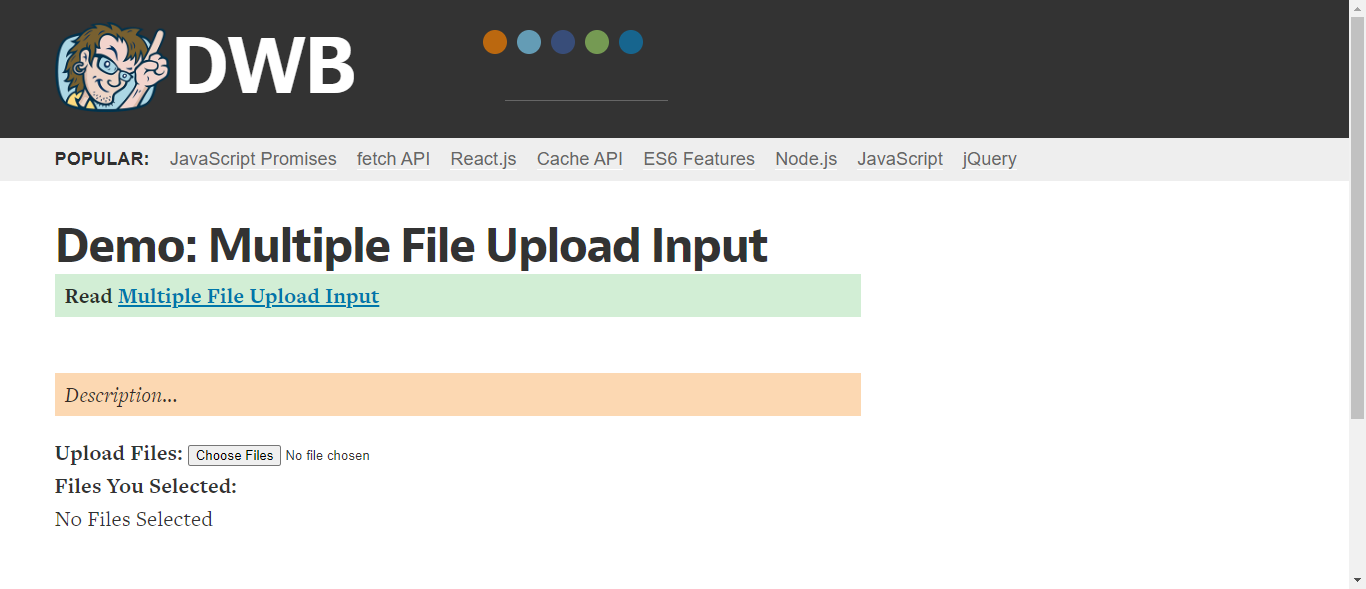 DWB
POPULAR: JavaScript Promises fetch API React.js Cache API ES6 Features Node.js JavaScript jQuery
Demo: Multiple File Upload Input
Read Multiple File Upload Input
Description...
Upload Files: Choose Files No file chosen
Files You Selected:
No Files Selected